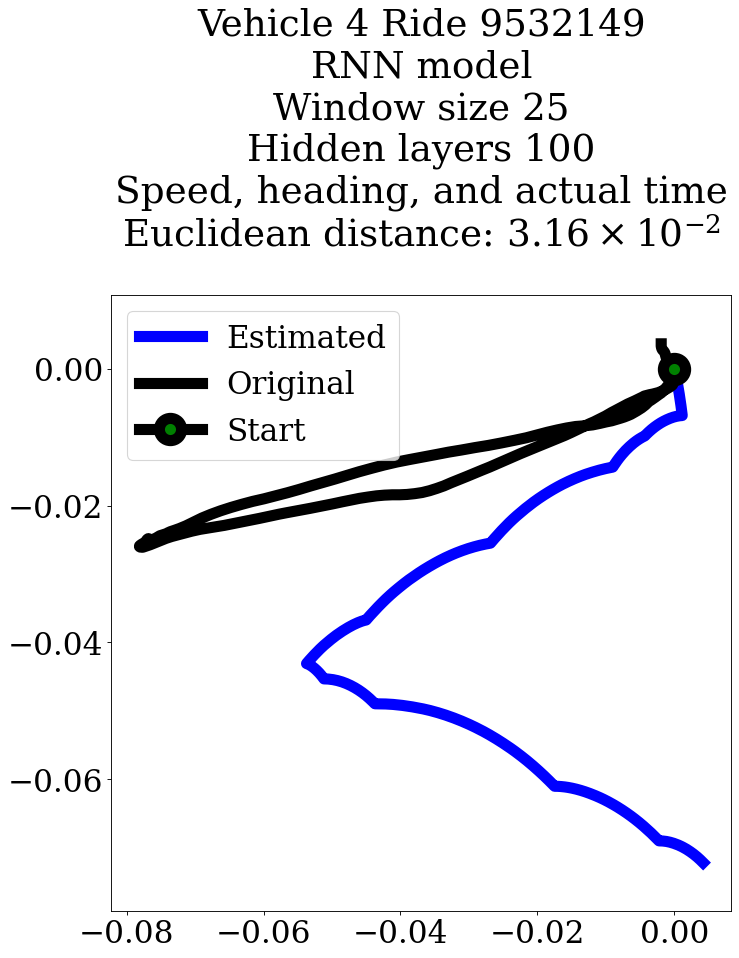 Vehicle 4 Ride 9532149
RNN model
Window size 25
Hidden layers 100
Speed, heading, and actual time
Euclidean distance: 3.16 × 10⁻²
Estimated
Original
Start
0.00
−0.02
−0.04
−0.06
−0.08 −0.06 −0.04 −0.02 0.00